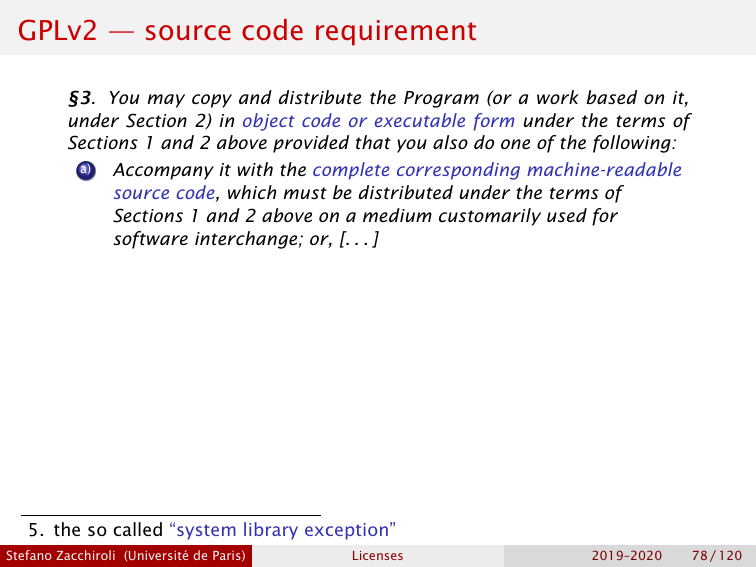 GPLv2 — source code requirement
§3. You may copy and distribute the Program (or a work based on it,
under Section 2) in object code or executable form under the terms of
Sections 1 and 2 above provided that you also do one of the following:
a) Accompany it with the complete corresponding machine-readable
source code, which must be distributed under the terms of
Sections 1 and 2 above on a medium customarily used for
software interchange; or, [...]
5. the so called “system library exception”
Stefano Zacchiroli (Université de Paris) Licenses 2019–2020 78 / 120